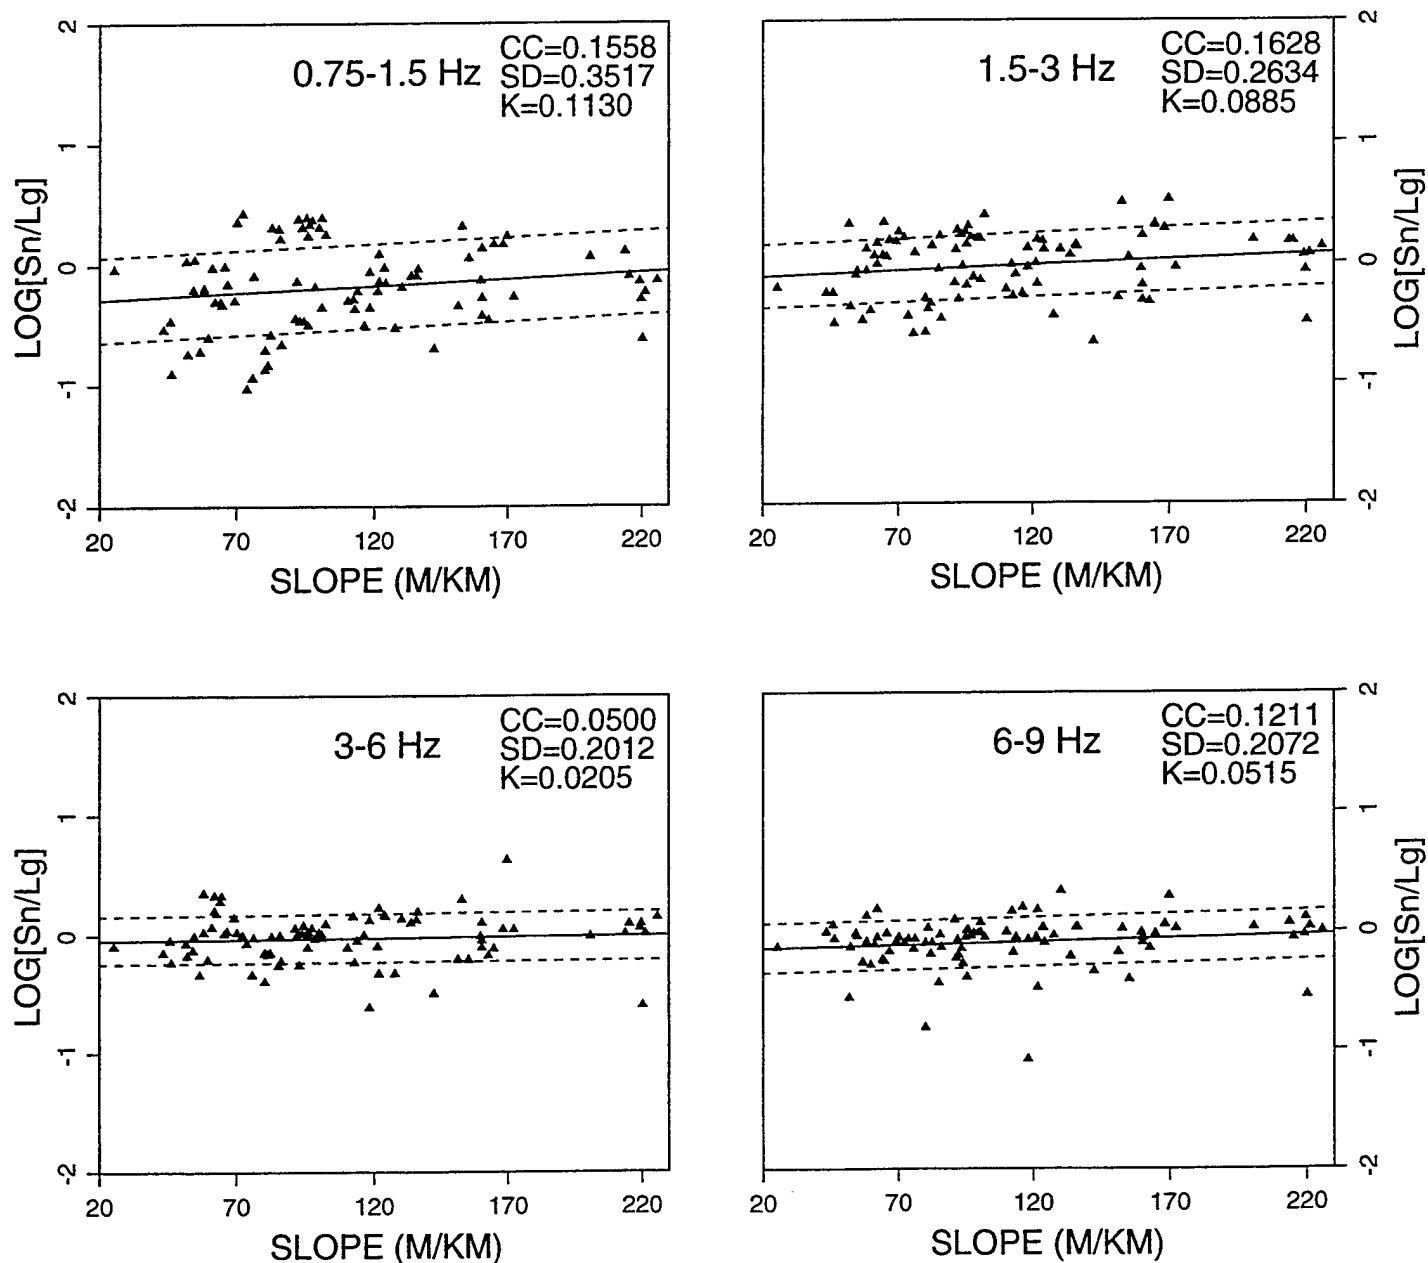 0.75-1.5 Hz
CC=0.1558
SD=0.3517
K=0.1130
LOG[Sn/Lg]
2
1
0
-1
-2
20 70 120 170 220
SLOPE (M/KM)
1.5-3 Hz
CC=0.1628
SD=0.2634
K=0.0885
LOG[Sn/Lg]
2
1
0
-1
-2
20 70 120 170 220
SLOPE (M/KM)
3-6 Hz
CC=0.0500
SD=0.2012
K=0.0205
LOG[Sn/Lg]
2
1
0
-1
-2
20 70 120 170 220
SLOPE (M/KM)
6-9 Hz
CC=0.1211
SD=0.2072
K=0.0515
LOG[Sn/Lg]
2
1
0
-1
-2
20 70 120 170 220
SLOPE (M/KM)